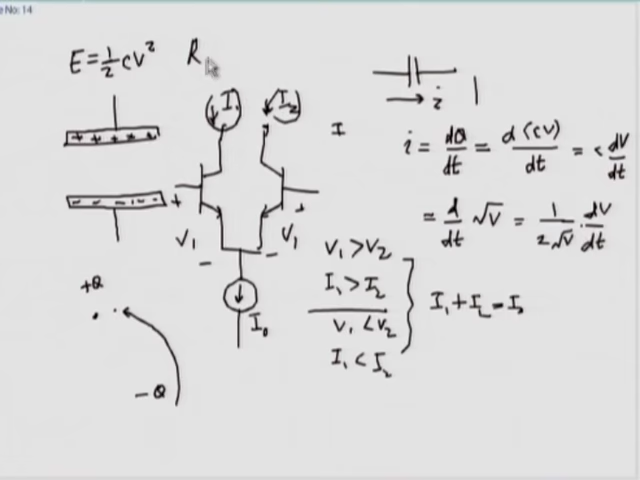 No: 14
E = ½ cv² R
I₁ I₂
i
I
i = dQ/dt = d(cv)/dt = c dV/dt
= d/dt √V = 1/2√V · dV/dt
+ + + + +
- - - - -
+ +
V₁ V₁
- -
V₁ > V₂
I₁ > I₂
V₁ < V₂
I₁ < I₂
I₁ + I₂ = I₀
I₀
+Q
-Q